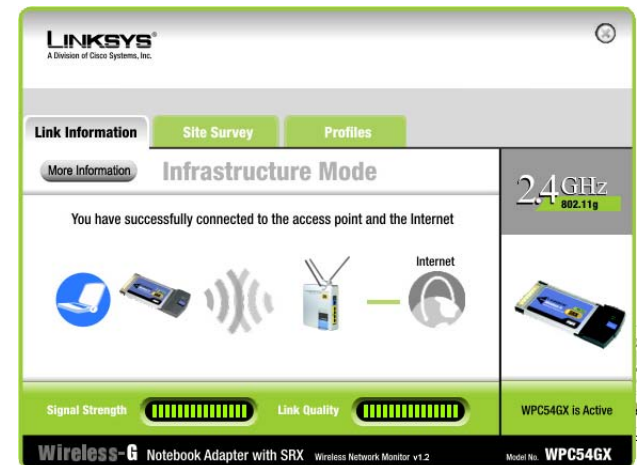 LINKSYS®
A Division of Cisco Systems, Inc.
Link Information Site Survey Profiles
More Information Infrastructure Mode
2.4GHz
802.11g
You have successfully connected to the access point and the Internet
Internet
Signal Strength Link Quality WPC54GX is Active
Wireless-G Notebook Adapter with SRX Wireless Network Monitor v1.2 Model No. WPC54GX